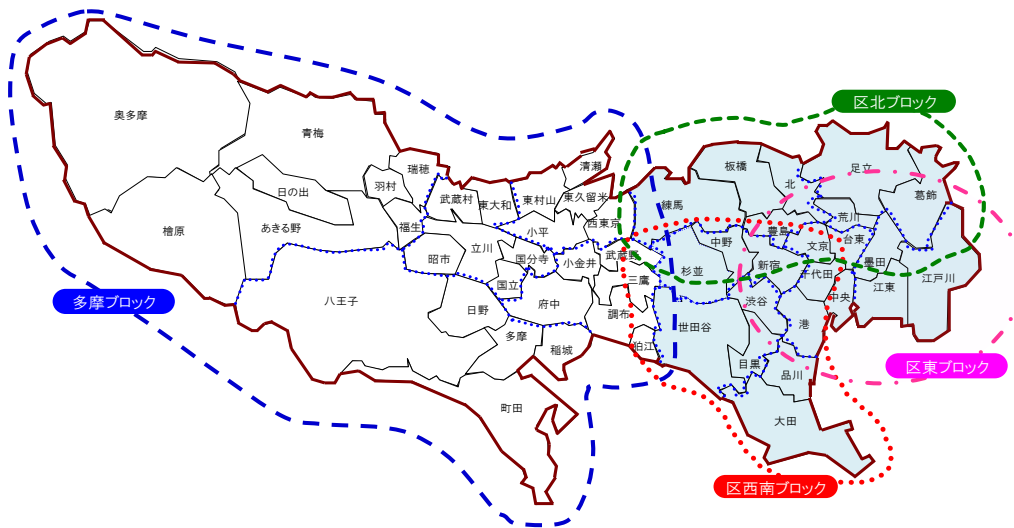 区北ブロック
奥多摩
青梅
清瀬
板橋
足立
瑞穂
羽村
北
日の出
武蔵村
東大和
東村山
東久留米
葛飾
練馬
荒川
檜原
あきる野
福生
小平
西東京
豊島
文京
台東
立川
中野
昭市
国分寺
小金井
武蔵野
杉並
新宿
千代田
墨田
江戸川
三鷹
江東
国立
多摩ブロック
八王子
日野
府中
調布
渋谷
中央
世田谷
港
多摩
稲城
狛江
目黒
品川
区東ブロック
町田
大田
区西南ブロック